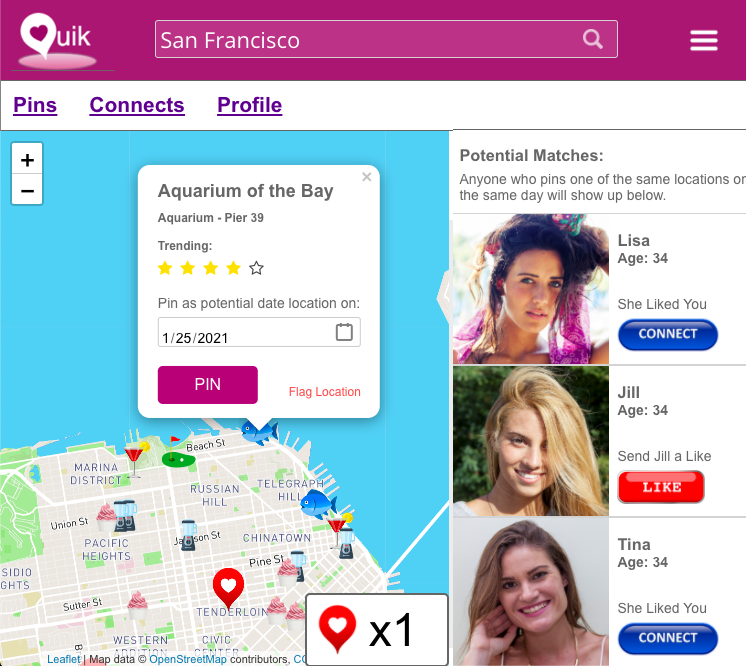 Quik
San Francisco
Pins Connects Profile
+
−
×
Aquarium of the Bay
Aquarium - Pier 39
Trending:
Pin as potential date location on:
1/25/2021
PIN
Flag Location
Potential Matches:
Anyone who pins one of the same locations on
the same day will show up below.
Lisa
Age: 34
She Liked You
CONNECT
Jill
Age: 34
Send Jill a Like
LIKE
Tina
Age: 34
She Liked You
CONNECT
Beach St
MARINA
DISTRICT
RUSSIAN
HILL
TELEGRAPH
HILL
Union St
Jackson St
CHINATOWN
PACIFIC
HEIGHTS
Pine St
SIDIO
GHTS
Sutter St
TENDERLOIN
WESTERN
ADDITION
CIVIC
CENTER
x1
Leaflet | Map data © OpenStreetMap contributors, CC